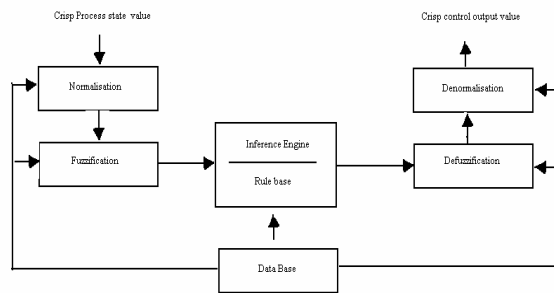 Crisp Process state value
Crisp control output value
Normalisation
Denormalisation
Fuzzification
Inference Engine
Rule base
Defuzzification
Data Base